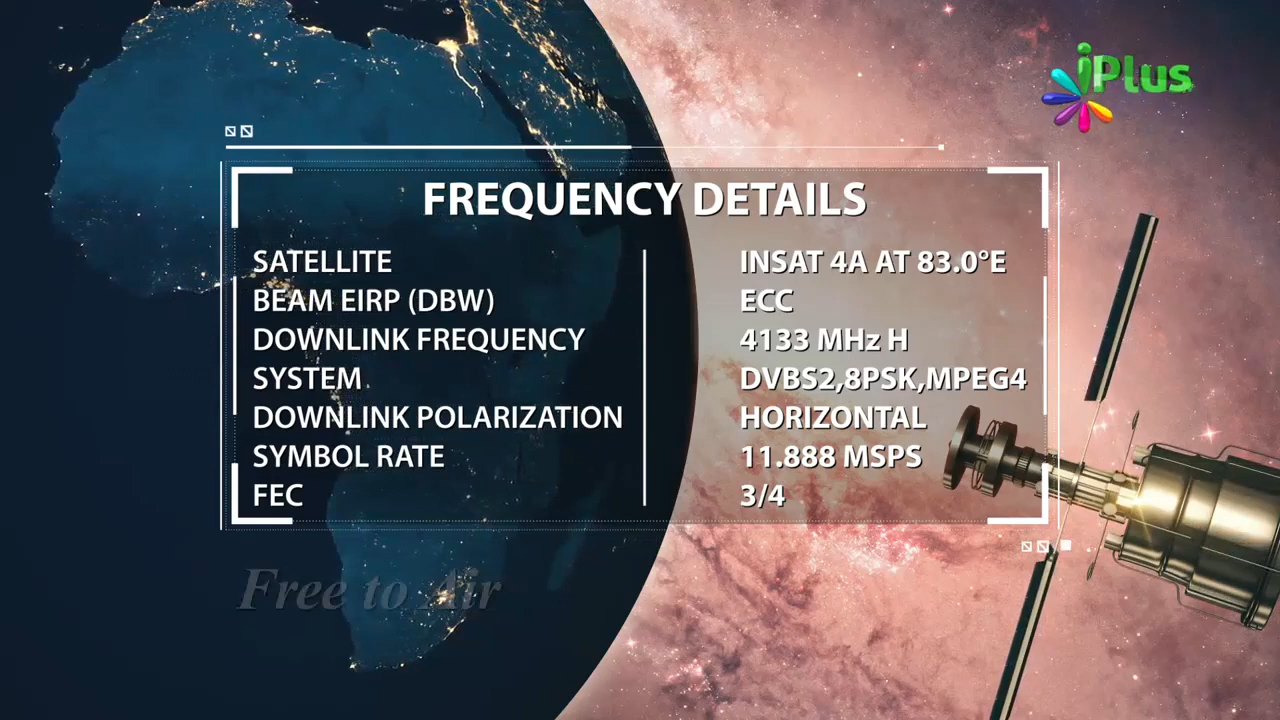 iPlus
FREQUENCY DETAILS
SATELLITE INSAT 4A AT 83.0°E
BEAM EIRP (DBW) ECC
DOWNLINK FREQUENCY 4133 MHz H
SYSTEM DVBS2,8PSK,MPEG4
DOWNLINK POLARIZATION HORIZONTAL
SYMBOL RATE 11.888 MSPS
FEC 3/4
Free to Air